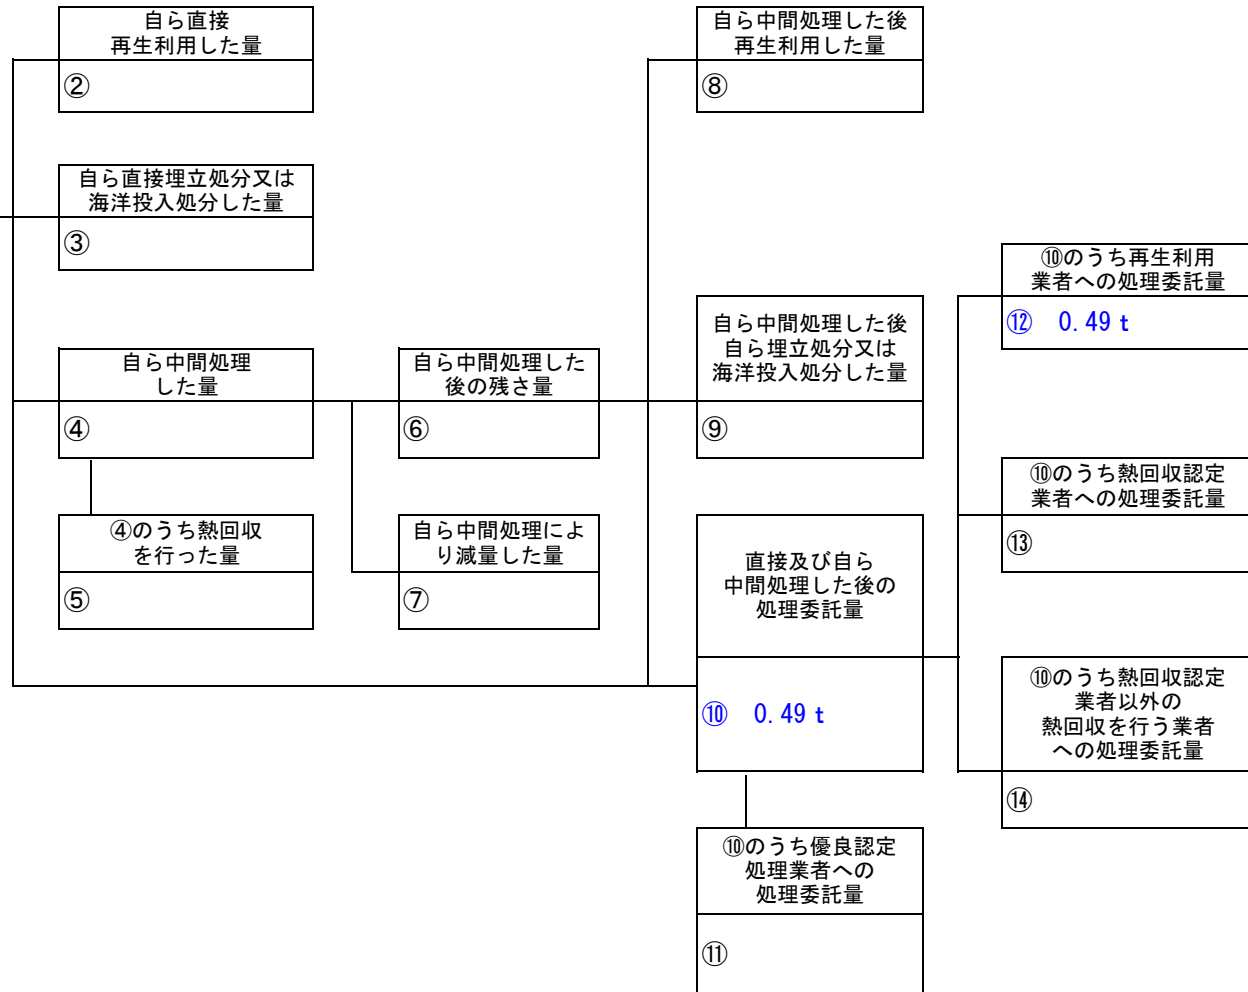 自ら直接
再生利用した量
②
自ら直接埋立処分又は
海洋投入処分した量
③
自ら中間処理
した量
④
④のうち熱回収
を行った量
⑤
自ら中間処理した
後の残さ量
⑥
自ら中間処理によ
り減量した量
⑦
自ら中間処理した後
再生利用した量
⑧
自ら中間処理した後
自ら埋立処分又は
海洋投入処分した量
⑨
直接及び自ら
中間処理した後の
処理委託量
⑩ 0.49 t
⑩のうち優良認定
処理業者への
処理委託量
⑪
⑩のうち再生利用
業者への処理委託量
⑫ 0.49 t
⑩のうち熱回収認定
業者への処理委託量
⑬
⑩のうち熱回収認定
業者以外の
熱回収を行う業者
への処理委託量
⑭